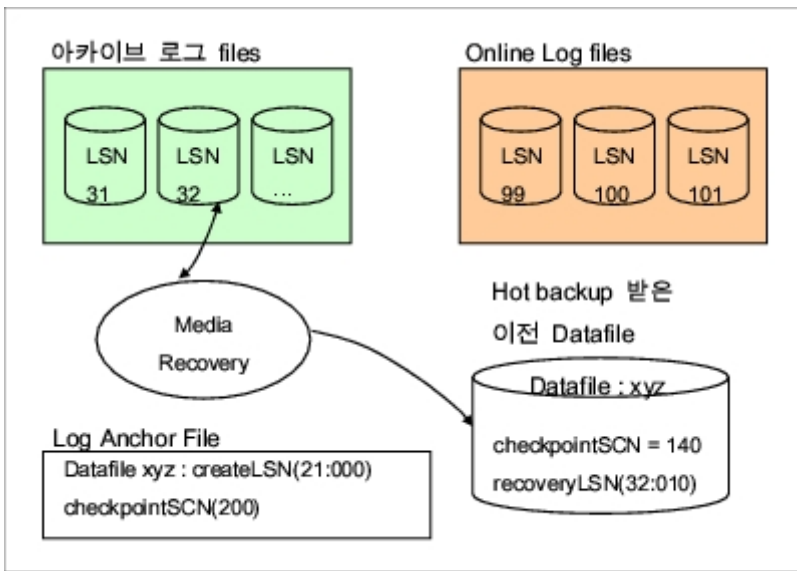 아카이브 로그 files
LSN
31
LSN
32
LSN
...
Online Log files
LSN
99
LSN
100
LSN
101
Media
Recovery
Hot backup 받은
이전 Datafile
Datafile : xyz
checkpointSCN = 140
recoveryLSN(32:010)
Log Anchor File
Datafile xyz : createLSN(21:000)
checkpointSCN(200)